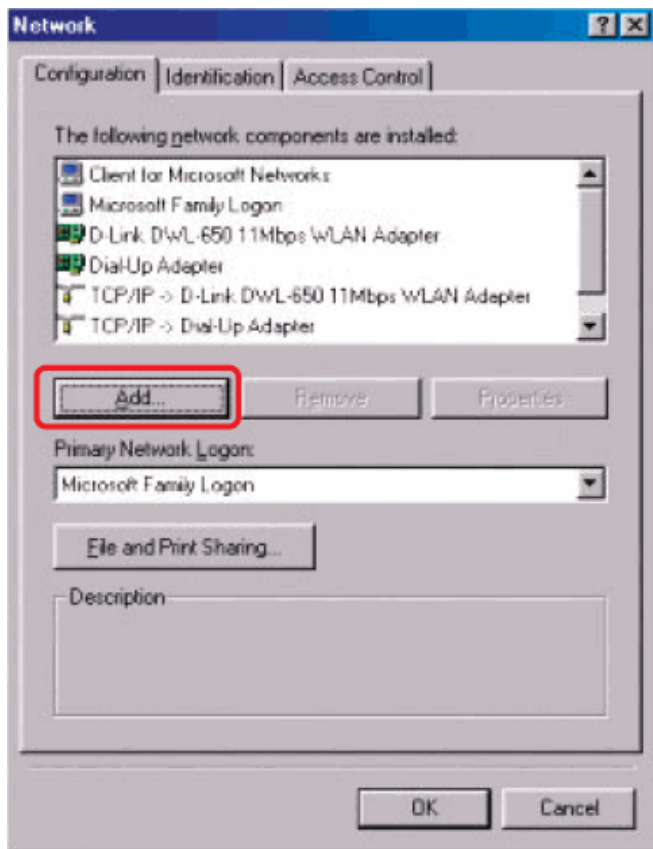 Network
Configuration Identification Access Control
The following network components are installed:
Client for Microsoft Networks
Microsoft Family Logon
D-Link DWL-650 11Mbps WLAN Adapter
Dial-Up Adapter
TCP/IP -> D-Link DWL-650 11Mbps WLAN Adapter
TCP/IP -> Dial-Up Adapter
Add... Remove Properties
Primary Network Logon:
Microsoft Family Logon
File and Print Sharing...
Description
OK Cancel